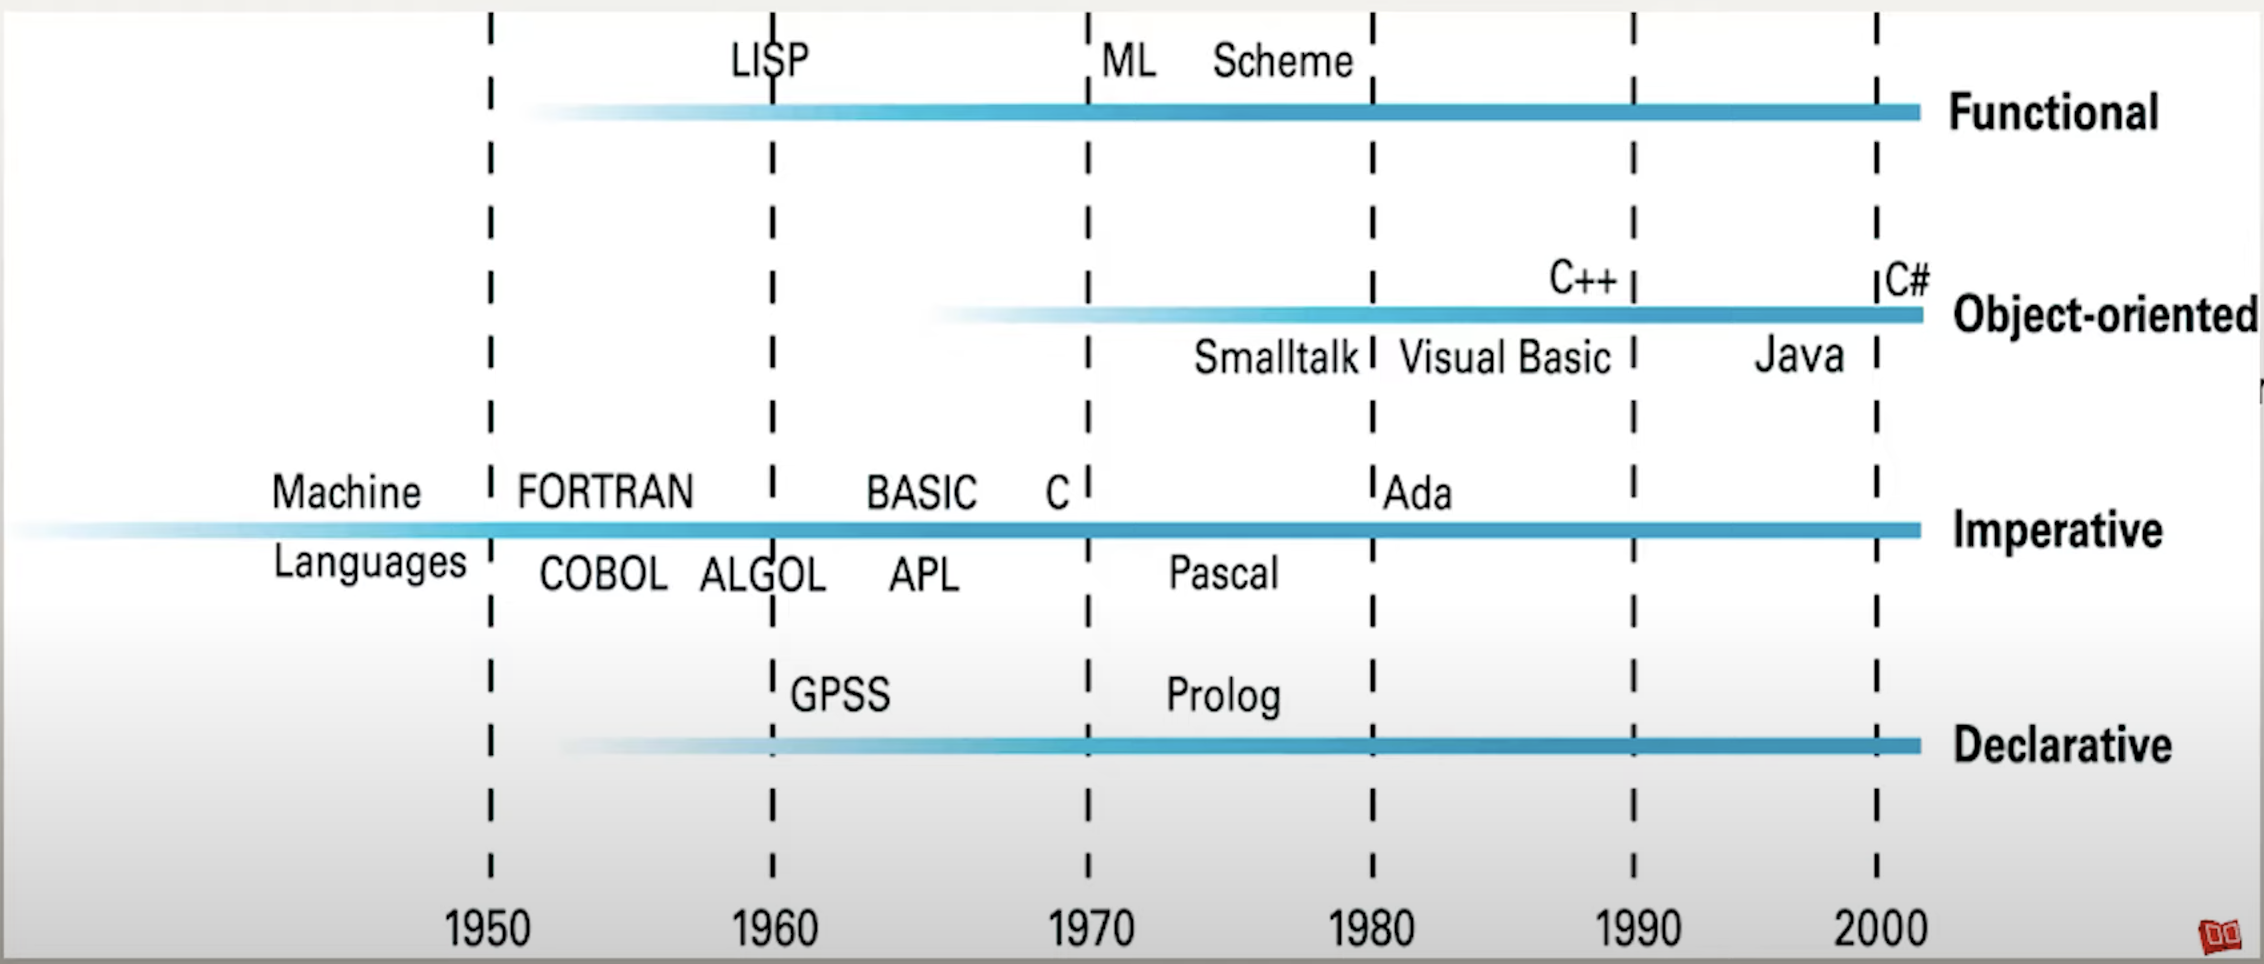 LISP ML Scheme
Functional
C++ C#
Object-oriented
Smalltalk Visual Basic Java
Machine FORTRAN BASIC C Ada
Imperative
Languages COBOL ALGOL APL Pascal
GPSS Prolog
Declarative
1950 1960 1970 1980 1990 2000